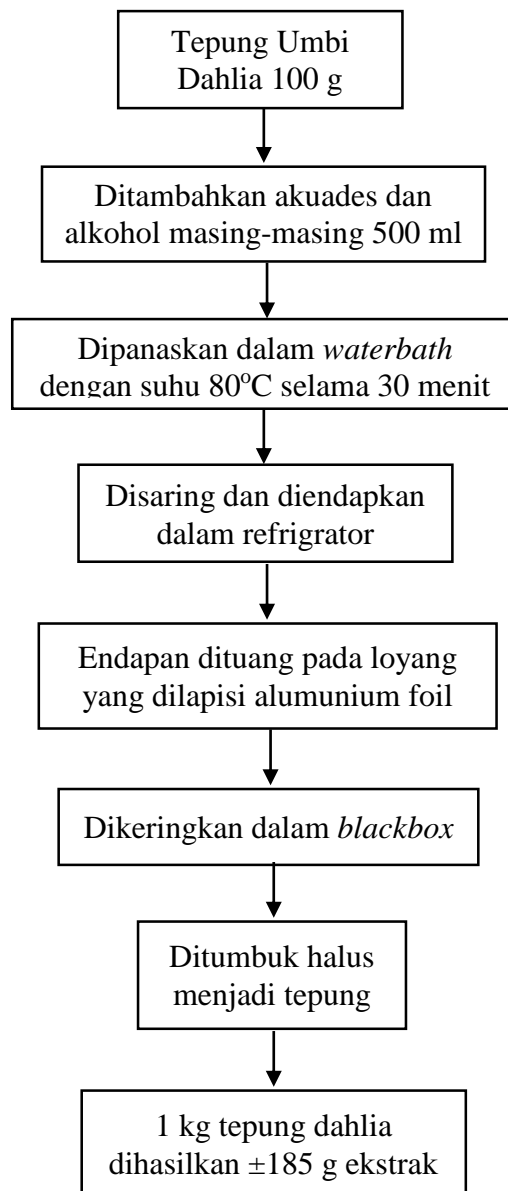 Tepung Umbi
Dahlia 100 g
Ditambahkan akuades dan
alkohol masing-masing 500 ml
Dipanaskan dalam waterbath
dengan suhu 80°C selama 30 menit
Disaring dan diendapkan
dalam refrigrator
Endapan dituang pada loyang
yang dilapisi alumunium foil
Dikeringkan dalam blackbox
Ditumbuk halus
menjadi tepung
1 kg tepung dahlia
dihasilkan ±185 g ekstrak